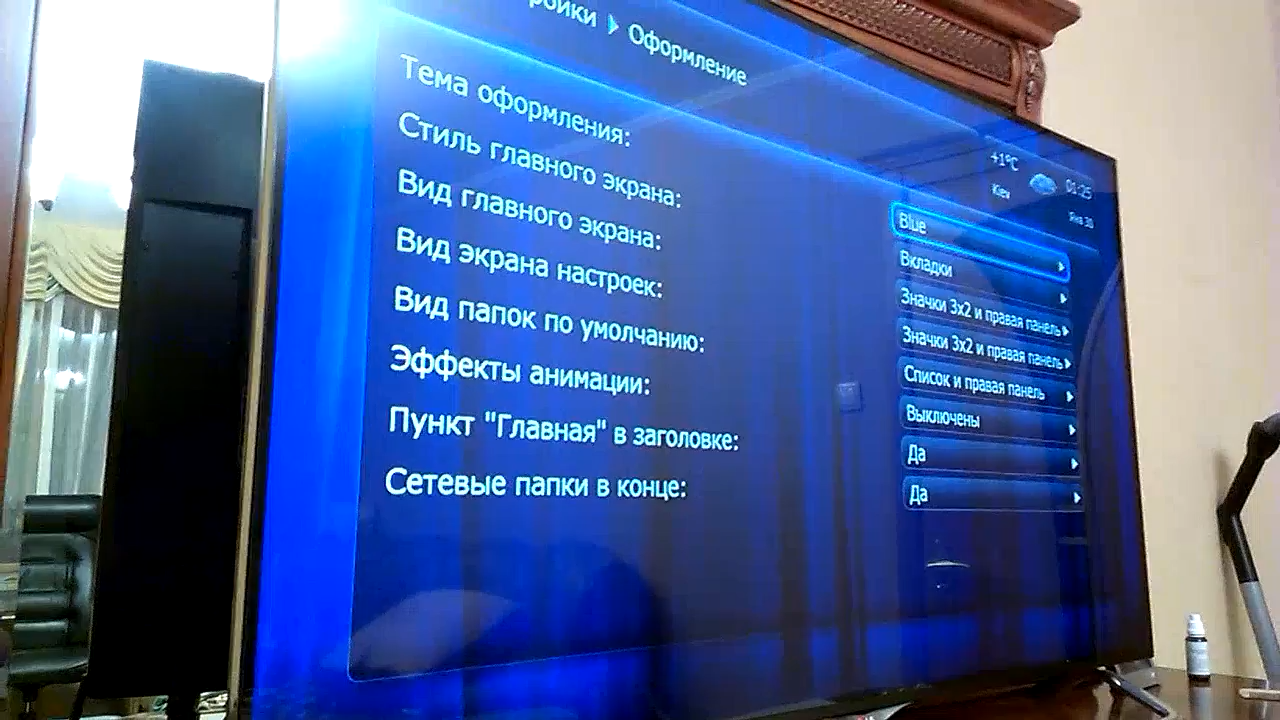 Оформление
+1°C
01:25
Kiev
Янв 30
Тема оформления:
Blue
Стиль главного экрана:
Вкладки
Вид главного экрана:
Значки 3x2 и правая панель
Вид экрана настроек:
Значки 3x2 и правая панель
Вид папок по умолчанию:
Список и правая панель
Эффекты анимации:
Выключены
Пункт "Главная" в заголовке:
Да
Сетевые папки в конце:
Да